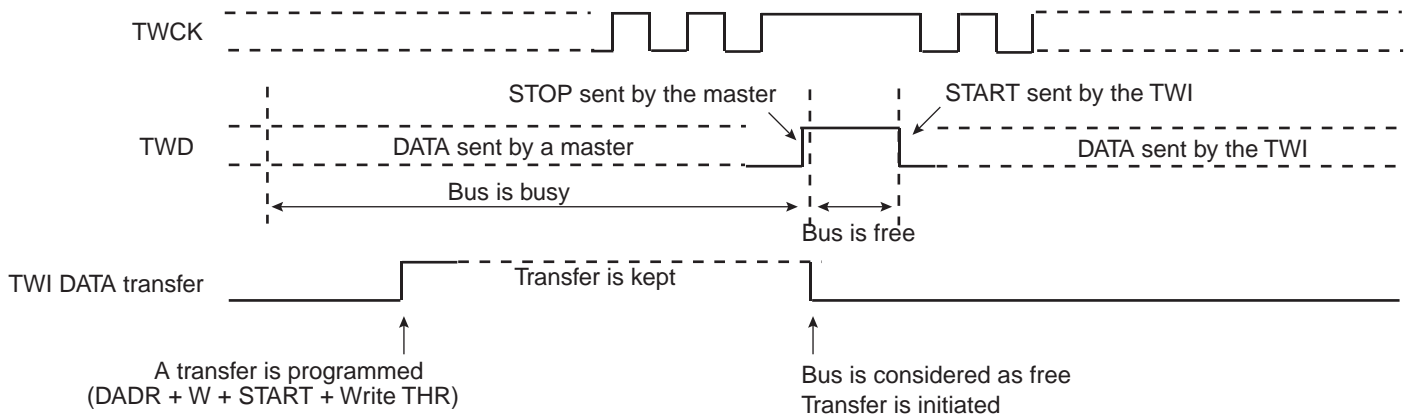 TWCK
STOP sent by the master
START sent by the TWI
TWD
DATA sent by a master
DATA sent by the TWI
Bus is busy
Bus is free
TWI DATA transfer
Transfer is kept
A transfer is programmed
(DADR + W + START + Write THR)
Bus is considered as free
Transfer is initiated